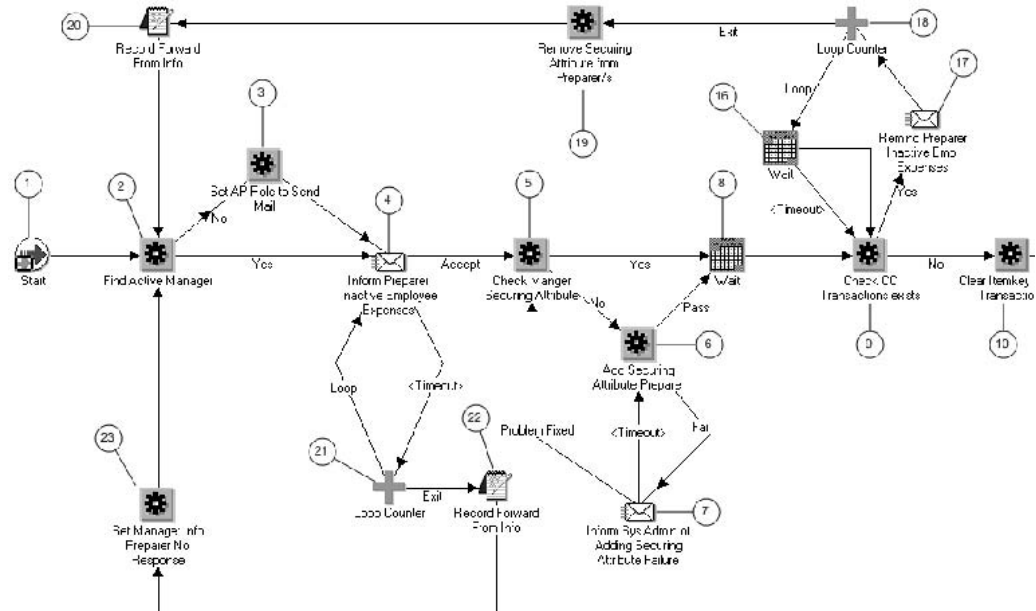 20
Record Forward
From Info
3
Set AP Role to Send
Mail
1
Start
2
Find Active Manager
No
Yes
4
Inform Preparer
Inactive Employee
Expenses
Accept
5
Check Manger
Securing Attribute
Yes
No
8
Wait
Pass
6
Add Securing
Attribute Prepare
Exit
Remove Securing
Attribute from
Preparer/s
19
18
Loop Counter
Loop
16
Wait
<Timeout>
17
Remind Preparer
Inactive Emp
Expenses
Yes
Check CC
Transactions exists
9
No
Clear Itemkey
Transactio
10
Loop
<Timeout>
21
Loop Counter
Exit
22
Record Forward
From Info
Problem Fixed
<Timeout>
Fail
7
Inform Sys Admin of
Adding Securing
Attribute Failure
23
Set Manager Info
Preparer No
Response